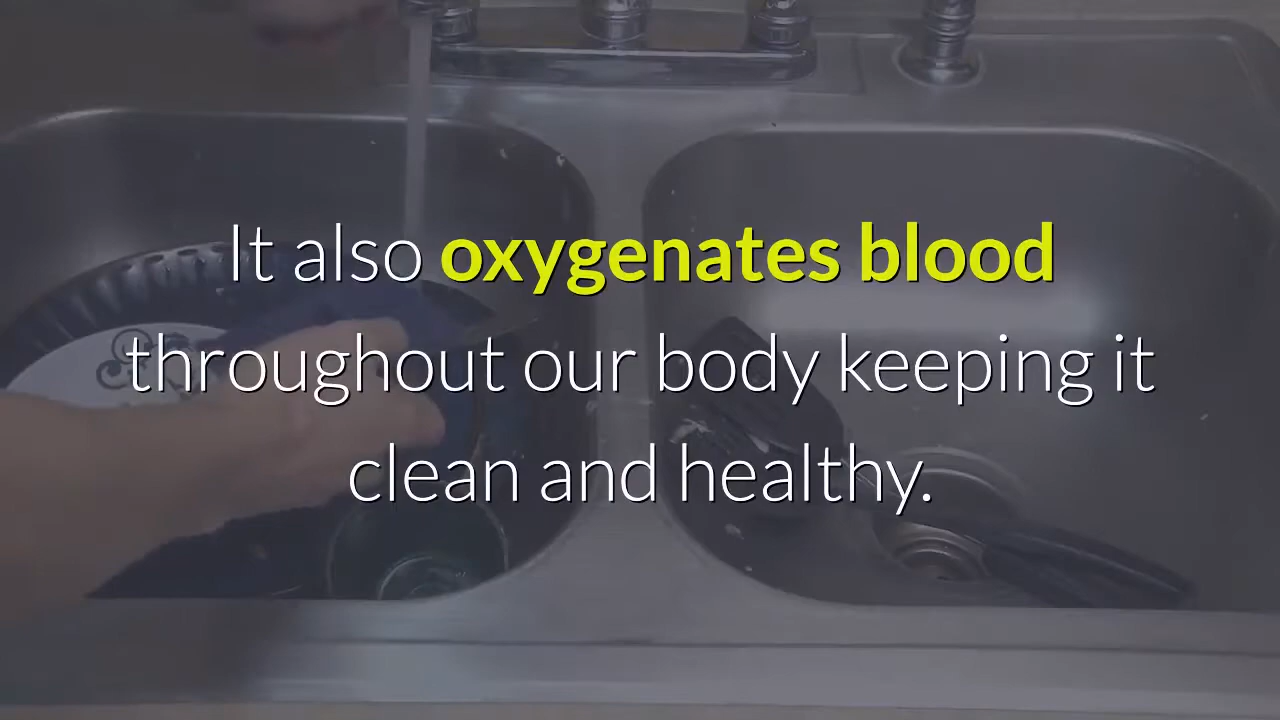 It also oxygenates blood
throughout our body keeping it
clean and healthy.